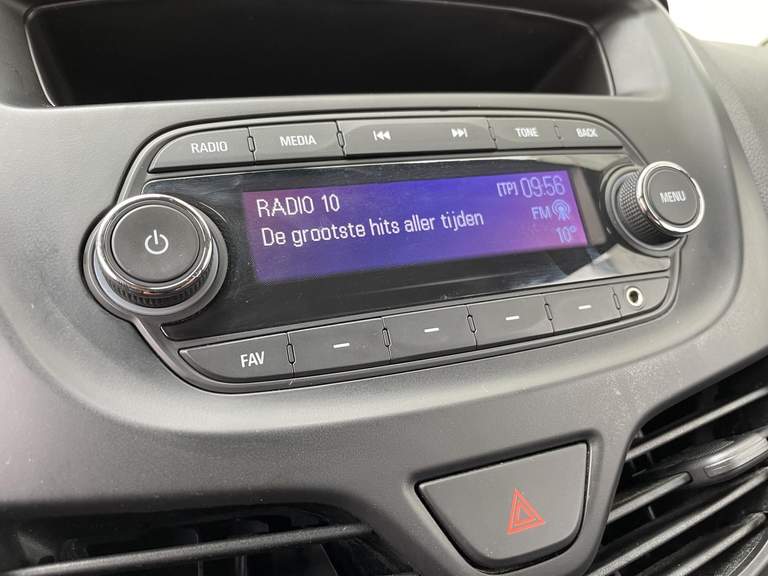 RADIO MEDIA TONE BACK
RADIO 10 [TP] 09:56
De grootste hits aller tijden FM
10°
MENU
FAV